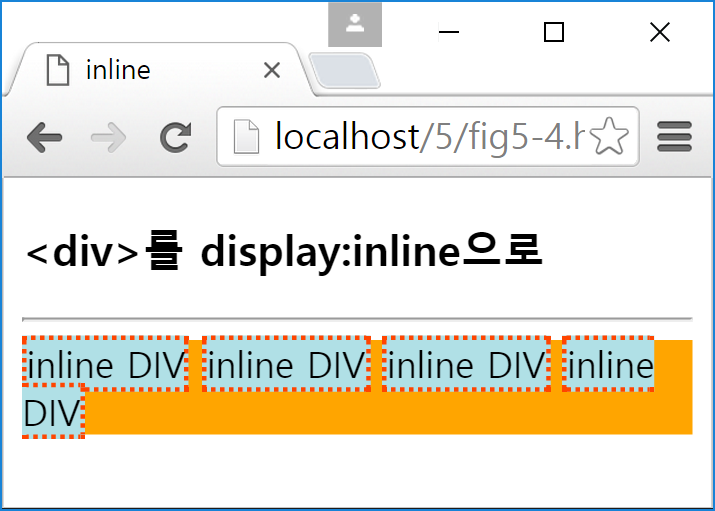 inline
localhost/5/fig5-4.h
<div>를 display:inline으로
inline DIV inline DIV inline DIV inline
DIV